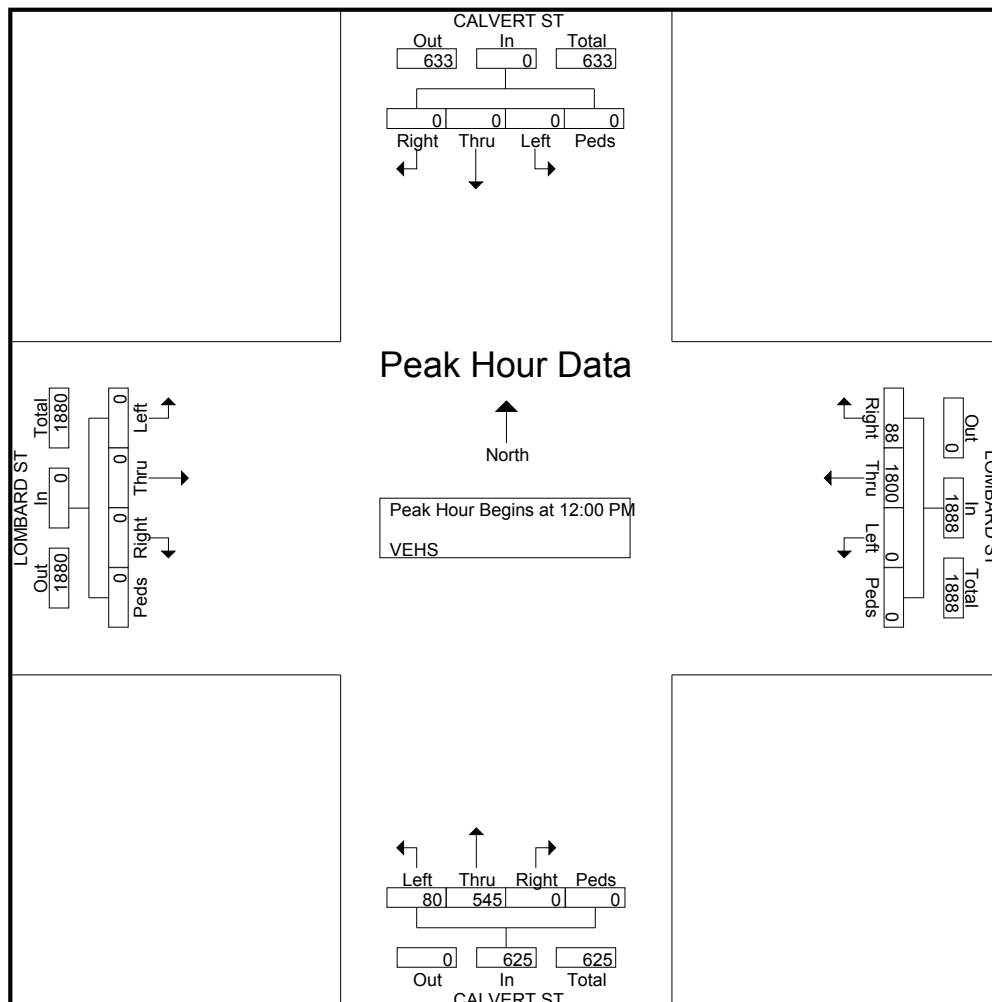 CALVERT ST
Out In Total
633 0 633
0 0 0 0
Right Thru Left Peds
Peak Hour Data
North
Peak Hour Begins at 12:00 PM
VEHS
LOMBARD ST
Out In Total
1880 0 1880
0 0 0 0
Left Thru Right Peds
LOMBARD ST
Out In Total
0 1888 1888
88 1800 0 0
Right Thru Left Peds
Left Thru Right Peds
80 545 0 0
0 625 625
Out In Total
CALVERT ST